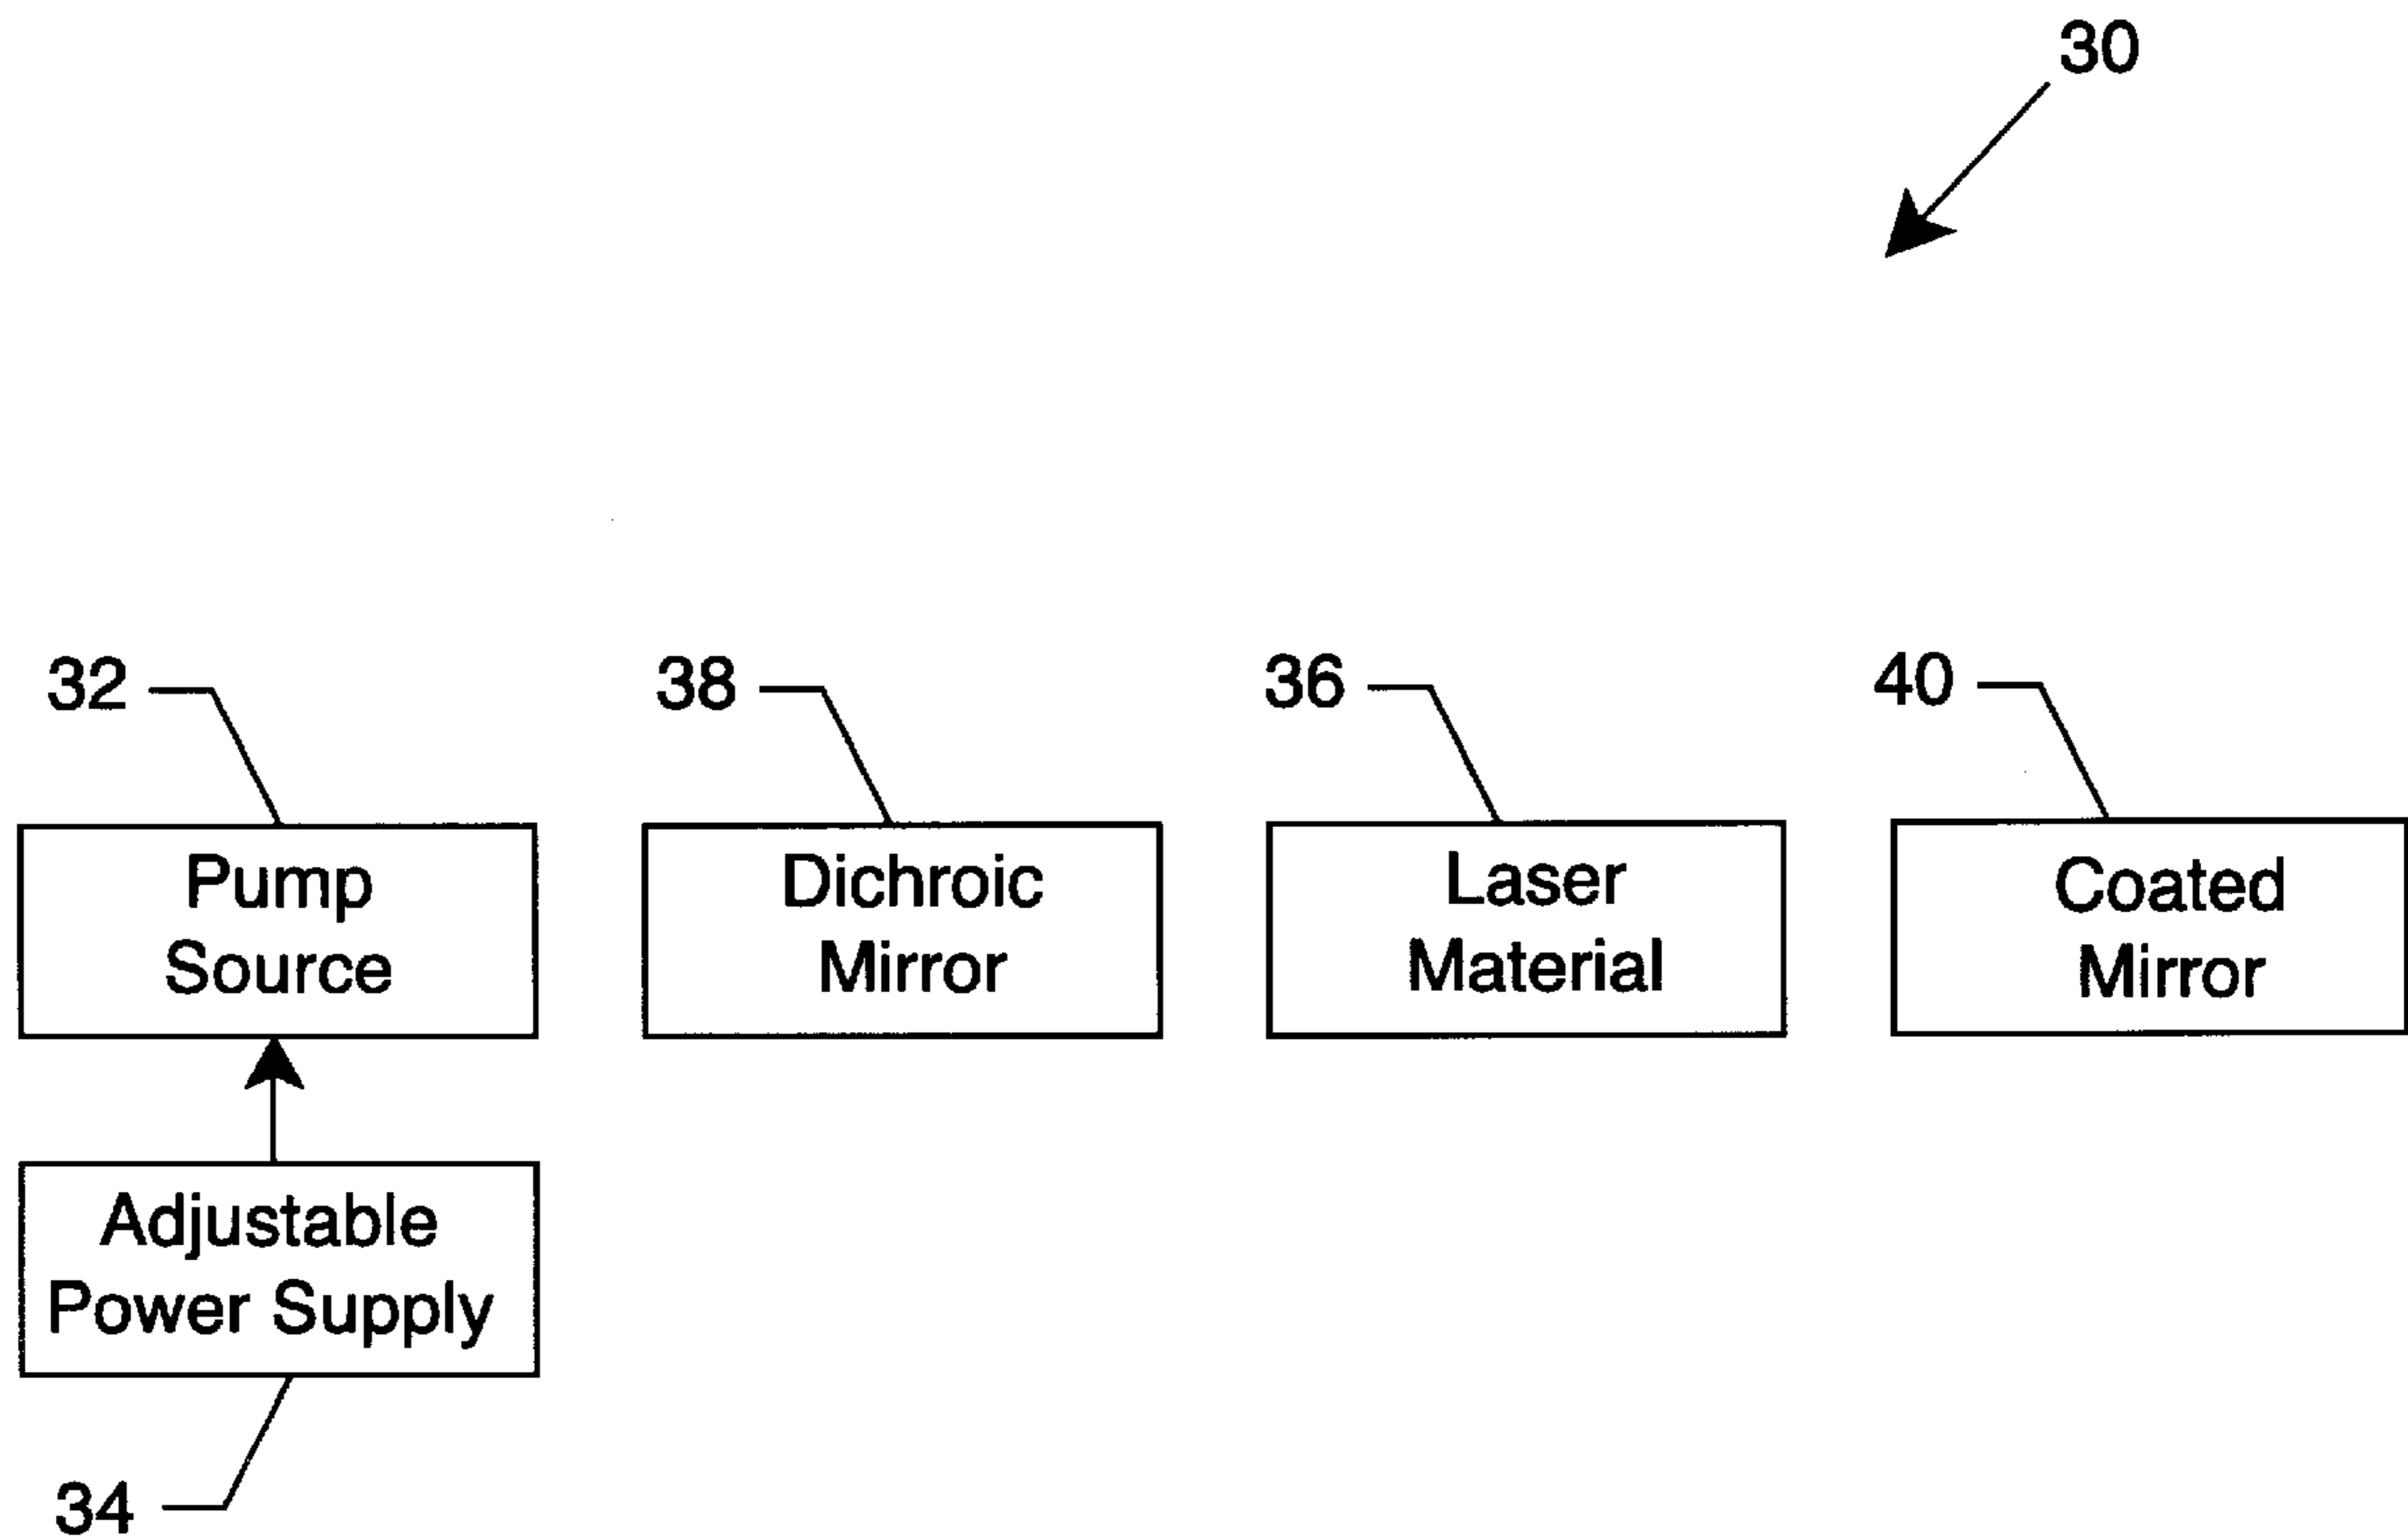 30
32
38
36
40
Pump
Source
Dichroic
Mirror
Laser
Material
Coated
Mirror
Adjustable
Power Supply
34